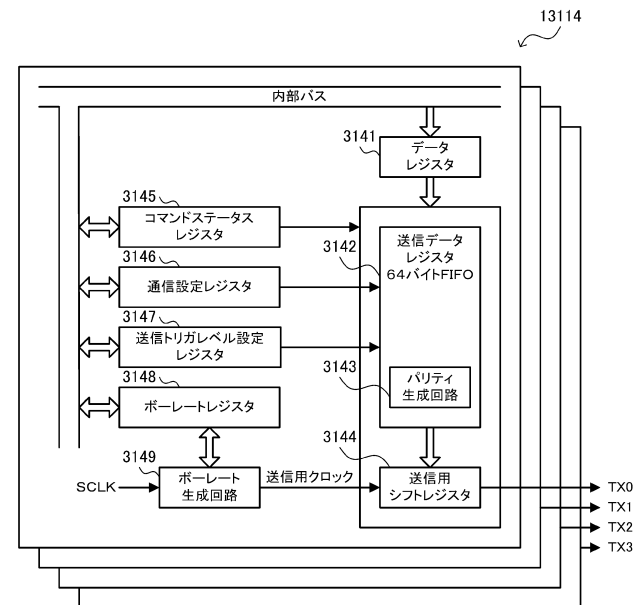 13114
内部バス
3141
データ
レジスタ
3145
コマンドステータス
レジスタ
3142
送信データ
レジスタ
64バイトFIFO
3146
通信設定レジスタ
3147
送信トリガレベル設定
レジスタ
3143
パリティ
生成回路
3148
ボーレートレジスタ
3144
送信用
シフトレジスタ
3149
ボーレート
生成回路
SCLK
送信用クロック
TX0
TX1
TX2
TX3